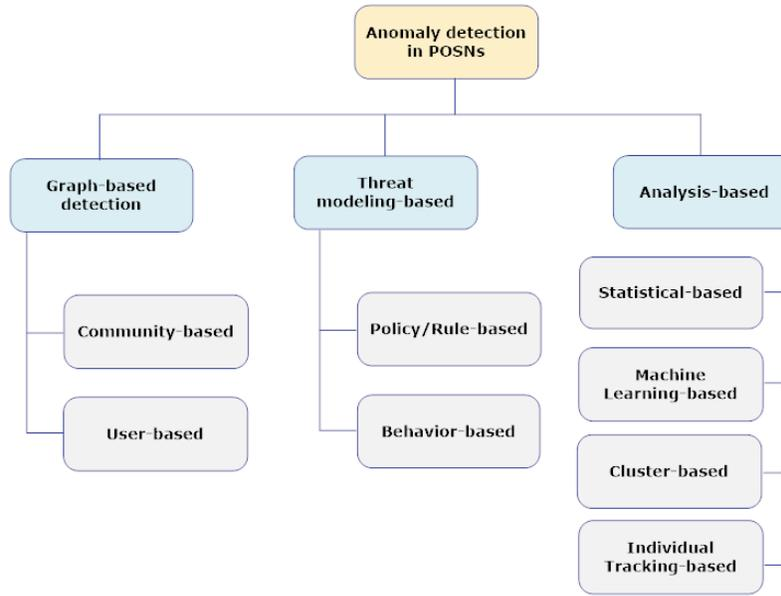 Anomaly detection
in POSNs
Graph-based
detection
Threat
modeling-based
Analysis-based
Community-based
User-based
Policy/Rule-based
Behavior-based
Statistical-based
Machine
Learning-based
Cluster-based
Individual
Tracking-based